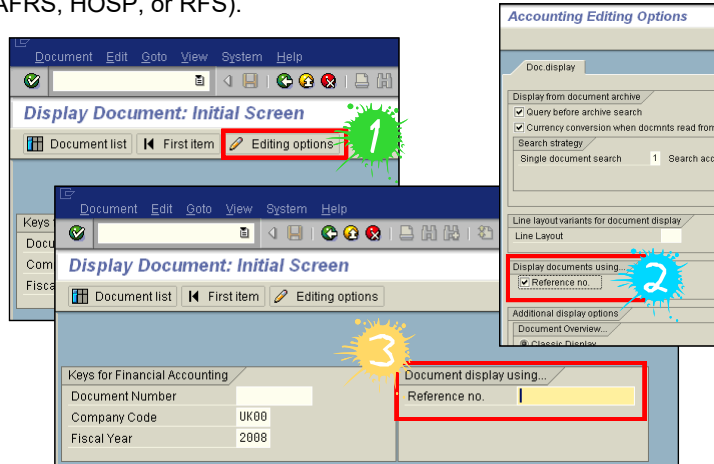 AFRS, HOSP, or RFS).
Document Edit Goto View System Help
Display Document: Initial Screen
Document list First item Editing options
1
Keys
Docu
Com
Fisca
Accounting Editing Options
Doc.display
Display from document archive
Query before archive search
Currency conversion when docmnts read from
Search strategy
Single document search 1 Search acc
Line layout variants for document display
Line Layout
Display documents using...
Reference no.
2
Additional display options
Document Overview...
Classic Display
Document Edit Goto View System Help
Display Document: Initial Screen
Document list First item Editing options
3
Keys for Financial Accounting
Document Number
Company Code UK00
Fiscal Year 2008
Document display using...
Reference no.